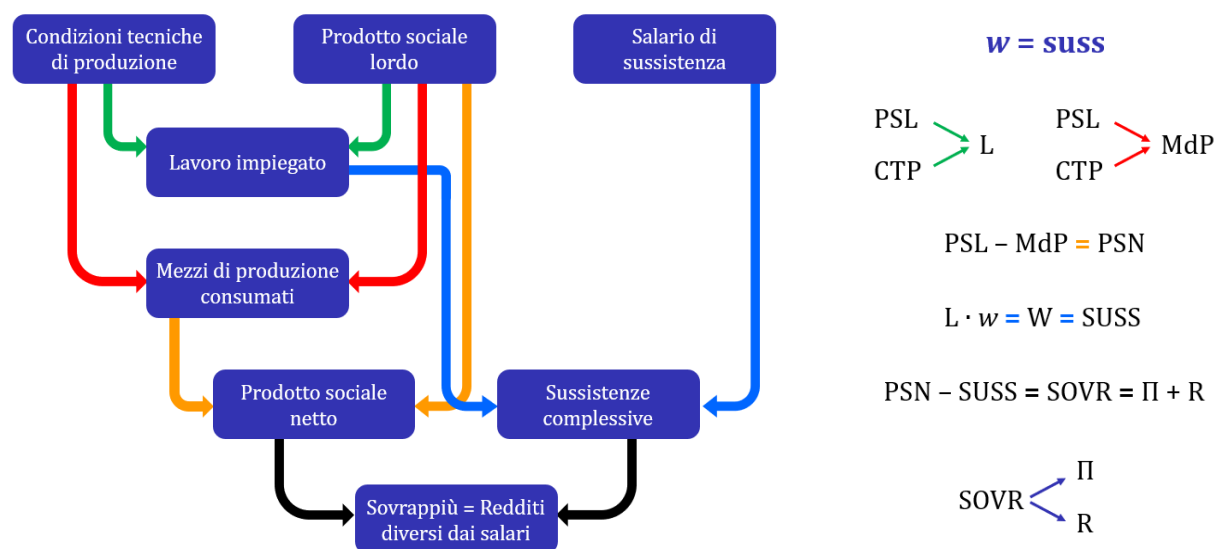 Condizioni tecniche
di produzione
Prodotto sociale
lordo
Salario di
sussistenza
Lavoro impiegato
Mezzi di produzione
consumati
Prodotto sociale
netto
Sussistenze
complessive
Sovrappiù = Redditi
diversi dai salari
w = suss
PSL
CTP
L
PSL
CTP
MdP
PSL – MdP = PSN
L · w = W = SUSS
PSN – SUSS = SOVR = Π + R
SOVR
Π
R